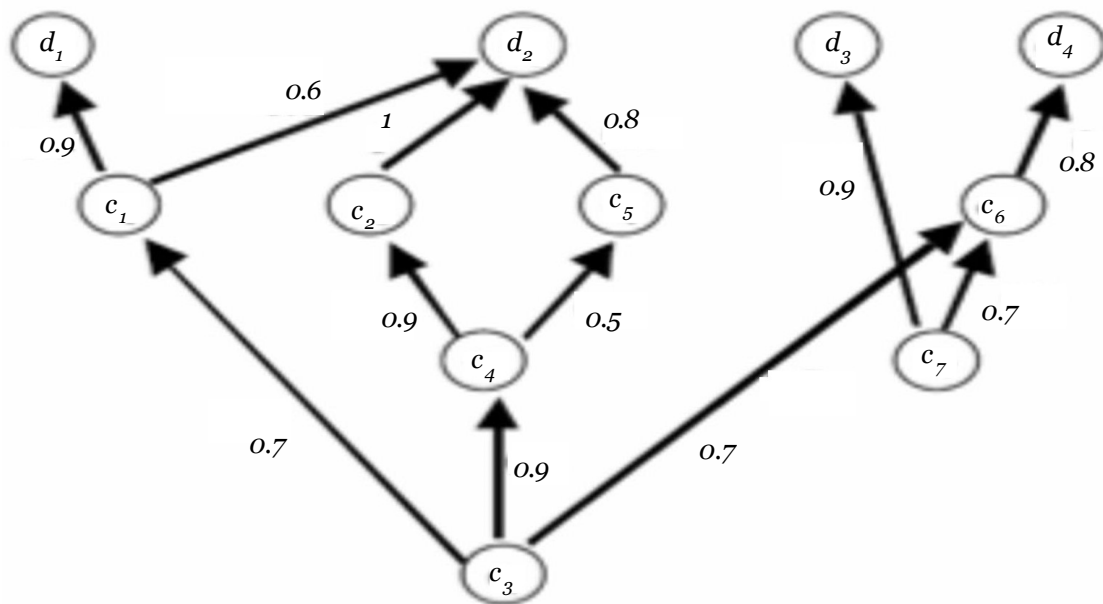 d₁ d₂ d₃ d₄
0.6
1 0.8
0.9 0.8
0.9
c₁ c₂ c₅ c₆
0.9 0.5 0.7
c₄ c₇
0.7 0.9 0.7
c₃